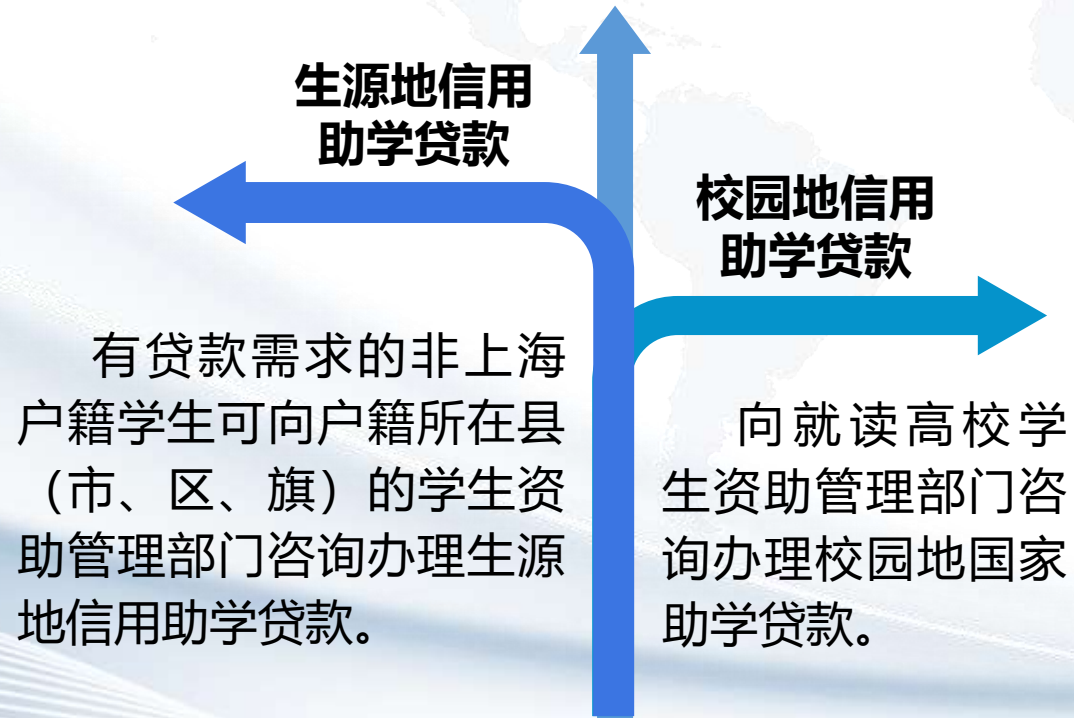 生源地信用
助学贷款
有贷款需求的非上海
户籍学生可向户籍所在县
（市、区、旗）的学生资
助管理部门咨询办理生源
地信用助学贷款。
校园地信用
助学贷款
向就读高校学
生资助管理部门咨
询办理校园地国家
助学贷款。